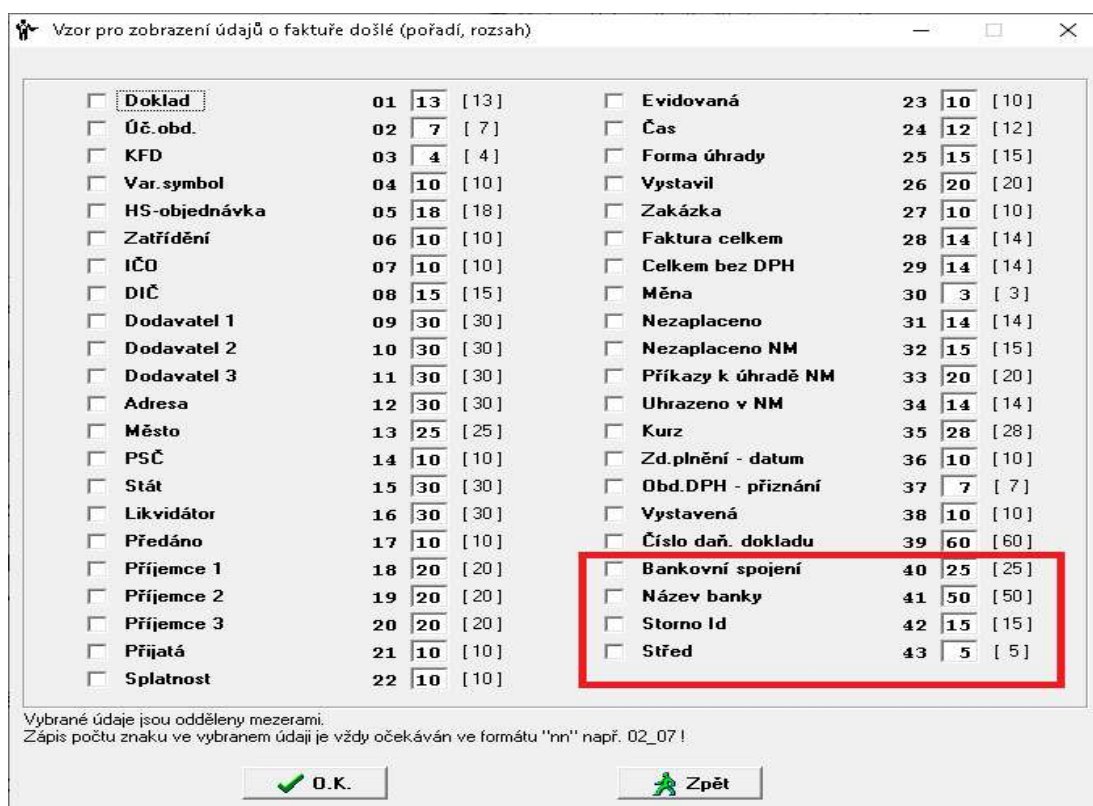 Vzor pro zobrazení údajů o faktuře došlé (pořadí, rozsah)
Doklad 01 13 [13]
Úč.obd. 02 7 [ 7]
KFD 03 4 [ 4]
Var.symbol 04 10 [10]
HS-objednávka 05 18 [18]
Zatřídění 06 10 [10]
IČO 07 10 [10]
DIČ 08 15 [15]
Dodavatel 1 09 30 [30]
Dodavatel 2 10 30 [30]
Dodavatel 3 11 30 [30]
Adresa 12 30 [30]
Město 13 25 [25]
PSČ 14 10 [10]
Stát 15 30 [30]
Likvidátor 16 30 [30]
Předáno 17 10 [10]
Příjemce 1 18 20 [20]
Příjemce 2 19 20 [20]
Příjemce 3 20 20 [20]
Přijatá 21 10 [10]
Splatnost 22 10 [10]
Evidovaná 23 10 [10]
Čas 24 12 [12]
Forma úhrady 25 15 [15]
Vystavil 26 20 [20]
Zakázka 27 10 [10]
Faktura celkem 28 14 [14]
Celkem bez DPH 29 14 [14]
Měna 30 3 [ 3]
Nezaplaceno 31 14 [14]
Nezaplaceno NM 32 15 [15]
Příkazy k úhradě NM 33 20 [20]
Uhrazeno v NM 34 14 [14]
Kurz 35 28 [28]
Zd.plnění - datum 36 10 [10]
Obd.DPH - přiznání 37 7 [ 7]
Vystavená 38 10 [10]
Číslo daň. dokladu 39 60 [60]
Bankovní spojení 40 25 [25]
Název banky 41 50 [50]
Storno Id 42 15 [15]
Střed 43 5 [ 5]
Vybrané údaje jsou odděleny mezerami.
Zápis počtu znaku ve vybranem údaji je vždy očekáván ve formátu "nn" např. 02_07 !
O.K.
Zpět